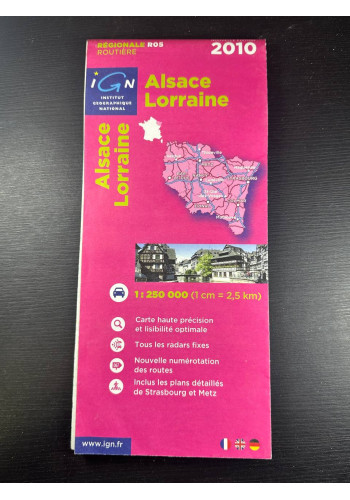 RÉGIONALE R05
ROUTIÈRE
2010
IGN
INSTITUT
GÉOGRAPHIQUE
NATIONAL
Alsace
Lorraine
Alsace
Lorraine
1 : 250 000 (1 cm = 2,5 km)
Carte haute précision
et lisibilité optimale
Tous les radars fixes
Nouvelle numérotation
des routes
Inclus les plans détaillés
de Strasbourg et Metz
www.ign.fr